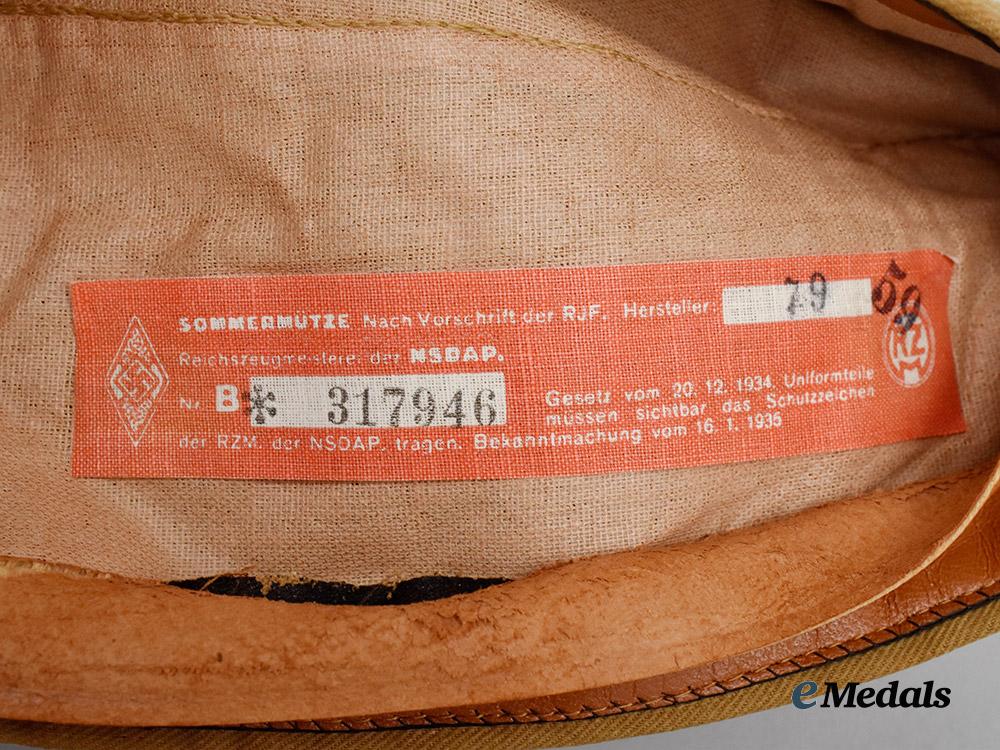 SOMMERMÜTZE Nach Vorschrift der RJF. Hersteller 79
59
Reichszeugmeisterei der NSDAP.
Nr. B* 317946
Gesetz vom 20. 12. 1934. Uniformteile
müssen sichtbar das Schutzzeichen
der RZM. der NSDAP. tragen. Bekanntmachung vom 16. 1. 1935
eMedals